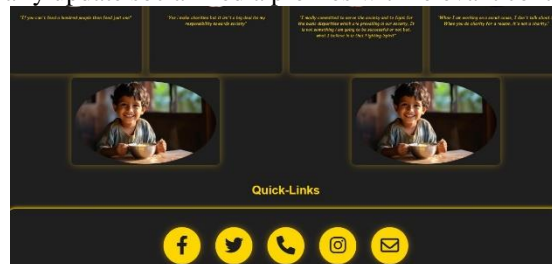 "If you can't feed a hundred people then feed just one"
"You I make charities but it isn't a big deal its my
responsibility towards society"
"I really committed to serve the society and to fight for
the basic disparities which are prevailing in our society. It
is not something i am going to be successful or not but,
what I believe in is this Fighting Spirit"
"When I am working on a social cause, I don't talk about
When you do charity for a reason, it is not a charity."
Quick-Links